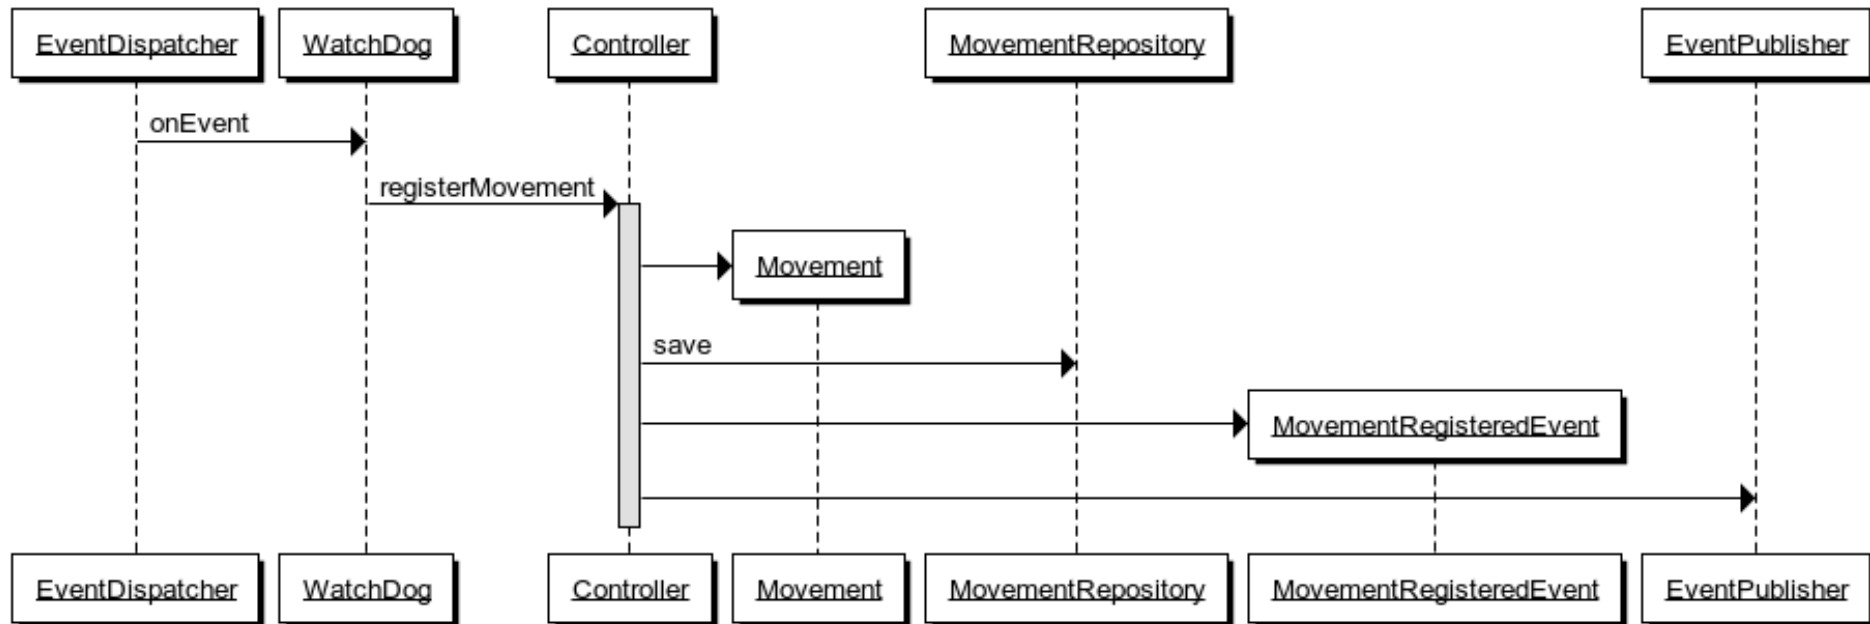 EventDispatcher
WatchDog
Controller
MovementRepository
EventPublisher
onEvent
registerMovement
Movement
save
MovementRegisteredEvent
EventDispatcher
WatchDog
Controller
Movement
MovementRepository
MovementRegisteredEvent
EventPublisher